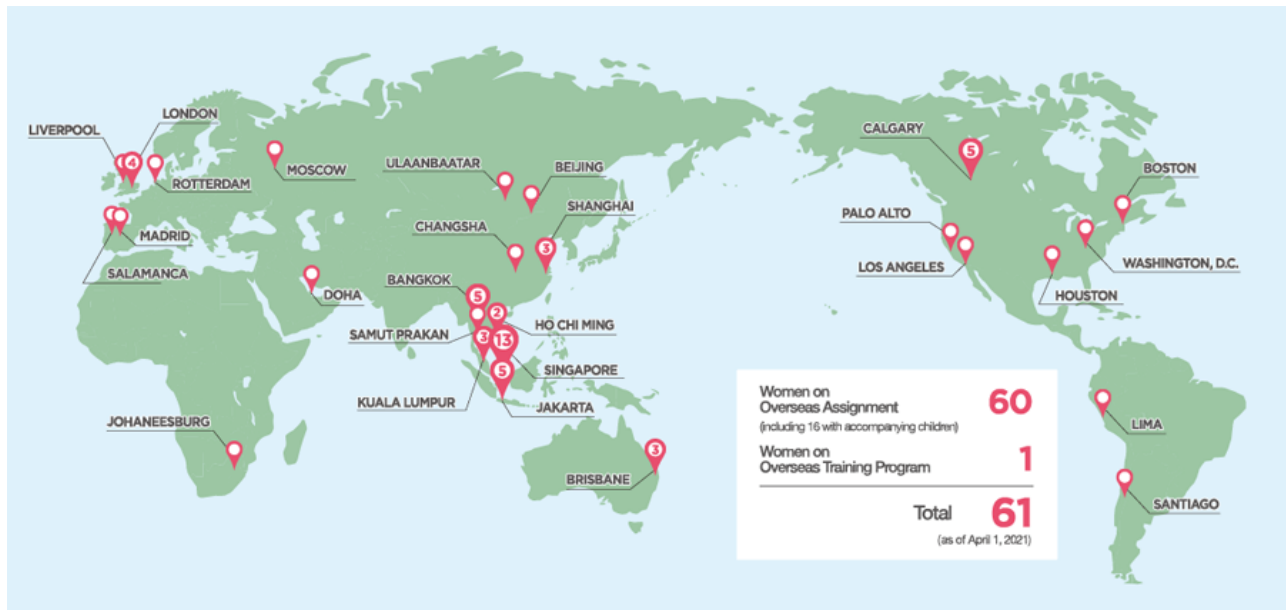 LONDON
LIVERPOOL
4
ROTTERDAM
MOSCOW
MADRID
SALAMANCA
DOHA
JOHANEESBURG
ULAANBAATAR
BEIJING
CHANGSHA
SHANGHAI
3
BANGKOK
5
SAMUT PRAKAN
2
HO CHI MING
3
13
SINGAPORE
KUALA LUMPUR
5
JAKARTA
BRISBANE
3
CALGARY
5
BOSTON
PALO ALTO
LOS ANGELES
WASHINGTON, D.C.
HOUSTON
LIMA
SANTIAGO
Women on
Overseas Assignment 60
(including 16 with accompanying children)
Women on
Overseas Training Program 1
Total 61
(as of April 1, 2021)